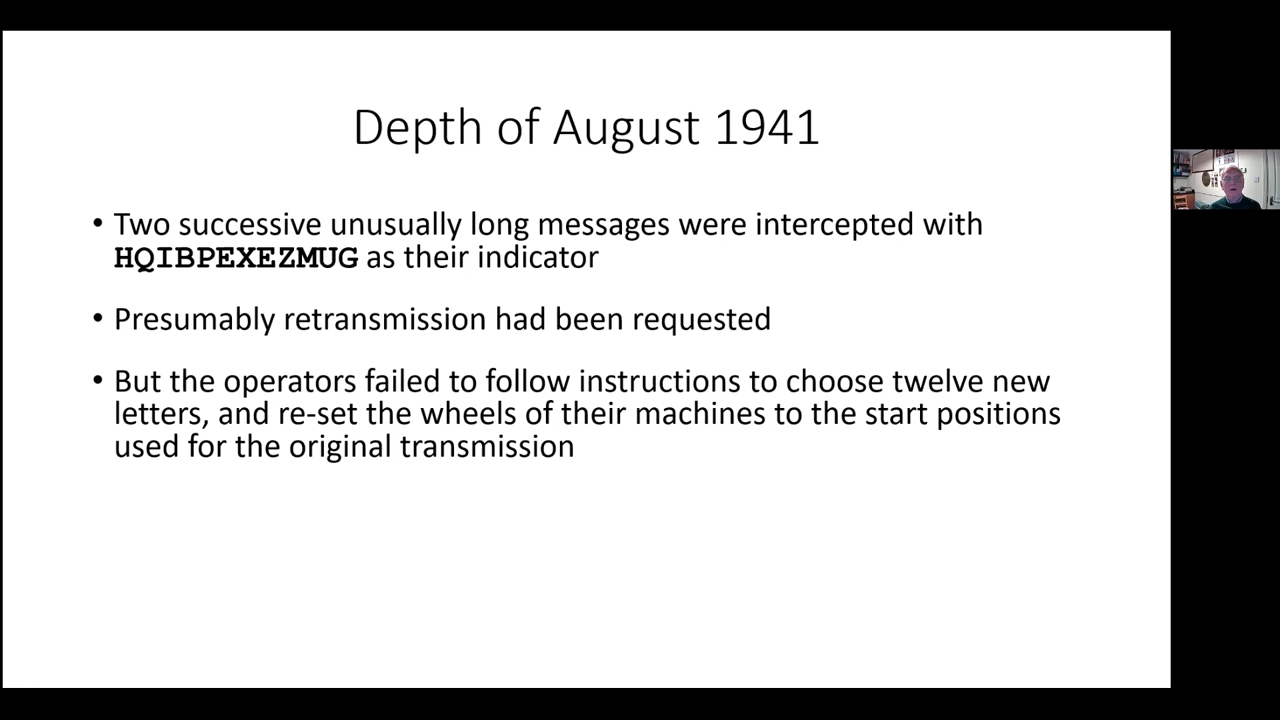 Depth of August 1941
• Two successive unusually long messages were intercepted with
HQIBPEXEZMUG as their indicator
• Presumably retransmission had been requested
• But the operators failed to follow instructions to choose twelve new
letters, and re-set the wheels of their machines to the start positions
used for the original transmission